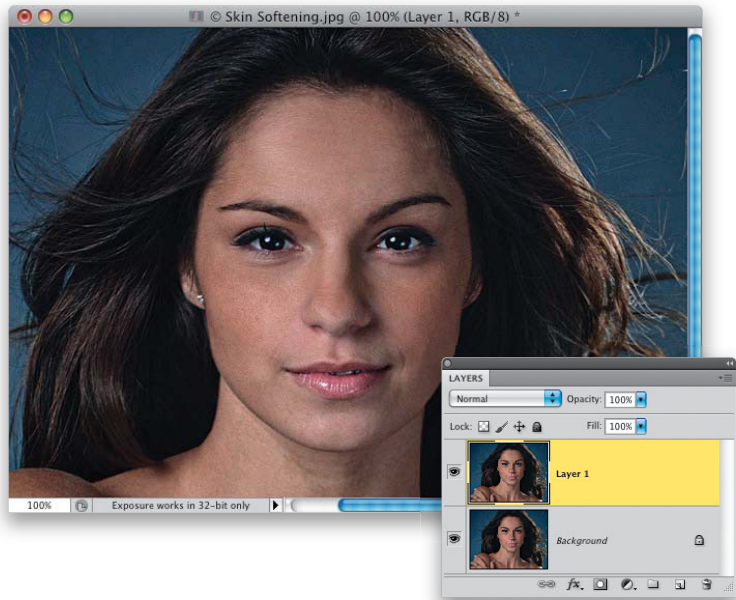 © Skin Softening.jpg @ 100% (Layer 1, RGB/8) *
LAYERS
Normal Opacity: 100%
Lock: Fill: 100%
Layer 1
Background
fx.
100% Exposure works in 32-bit only